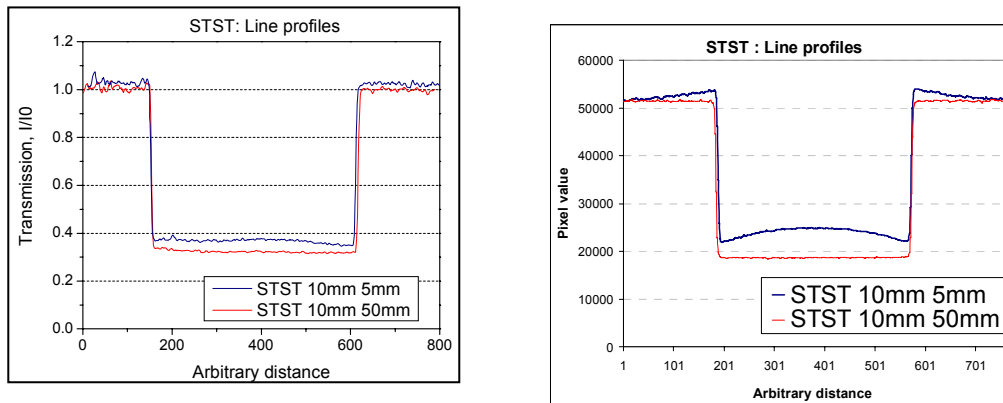 STST: Line profiles
1.2
1.0
0.8
0.6
0.4
0.2
0.0
Transmission, I/I0
STST 10mm 5mm
STST 10mm 50mm
0 200 400 600 800
Arbitrary distance
STST : Line profiles
60000
50000
40000
30000
20000
10000
0
Pixel value
STST 10mm 5mm
STST 10mm 50mm
1 101 201 301 401 501 601 701
Arbitrary distance